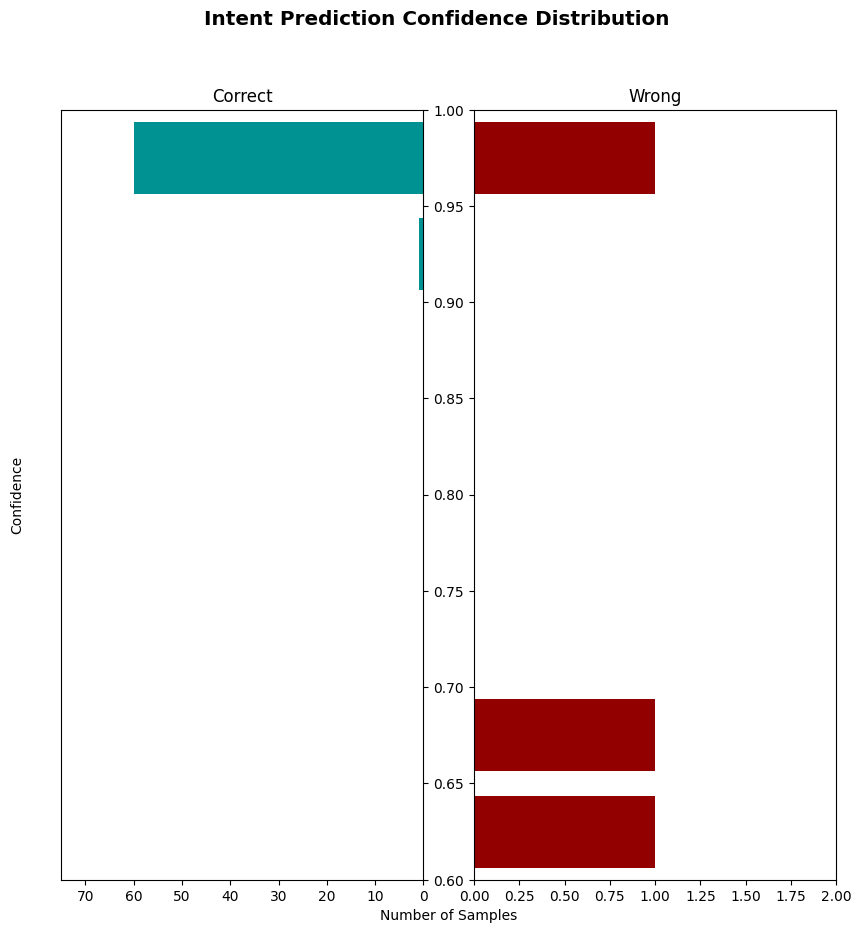 Intent Prediction Confidence Distribution
Correct
Wrong
1.00
0.95
0.90
0.85
0.80
0.75
0.70
0.65
0.60
Confidence
70 60 50 40 30 20 10 0
0.00 0.25 0.50 0.75 1.00 1.25 1.50 1.75 2.00
Number of Samples